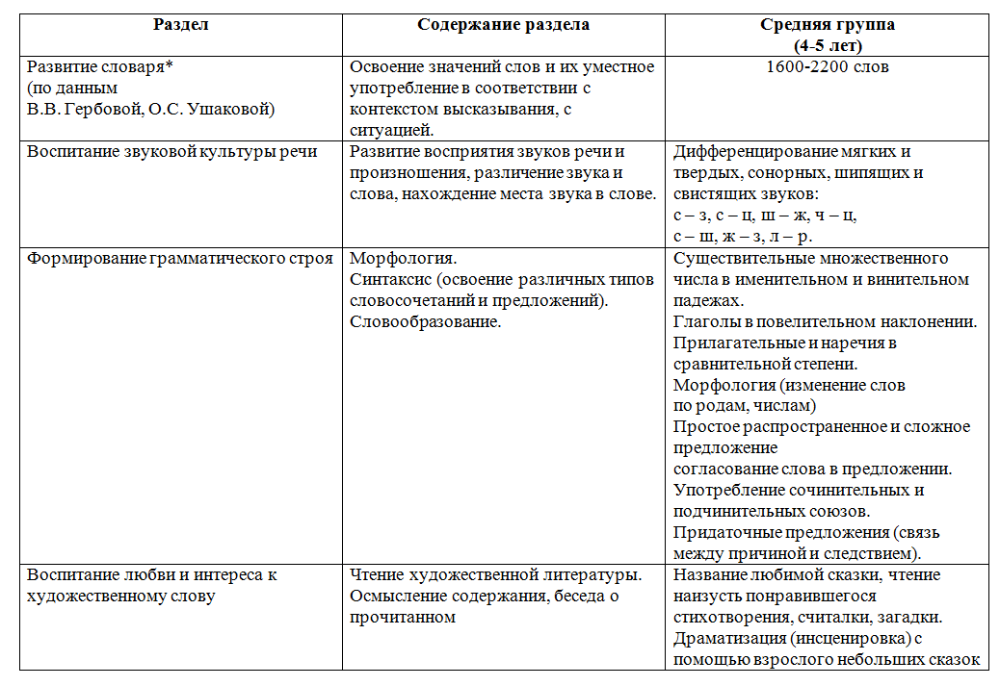 Раздел
Содержание раздела
Средняя группа
(4-5 лет)
Развитие словаря*
(по данным
В.В. Гербовой, О.С. Ушаковой)
Освоение значений слов и их уместное
употребление в соответствии с
контекстом высказывания, с
ситуацией.
1600-2200 слов
Воспитание звуковой культуры речи
Развитие восприятия звуков речи и
произношения, различение звука и
слова, нахождение места звука в слове.
Дифференцирование мягких и
твердых, сонорных, шипящих и
свистящих звуков:
с – з, с – ц, ш – ж, ч – ц,
с – ш, ж – з, л – р.
Формирование грамматического строя
Морфология.
Синтаксис (освоение различных типов
словосочетаний и предложений).
Словообразование.
Существительные множественного
числа в именительном и винительном
падежах.
Глаголы в повелительном наклонении.
Прилагательные и наречия в
сравнительной степени.
Морфология (изменение слов
по родам, числам)
Простое распространенное и сложное
предложение
согласование слова в предложении.
Употребление сочинительных и
подчинительных союзов.
Придаточные предложения (связь
между причиной и следствием).
Воспитание любви и интереса к
художественному слову
Чтение художественной литературы.
Осмысление содержания, беседа о
прочитанном
Название любимой сказки, чтение
наизусть понравившегося
стихотворения, считалки, загадки.
Драматизация (инсценировка) с
помощью взрослого небольших сказок